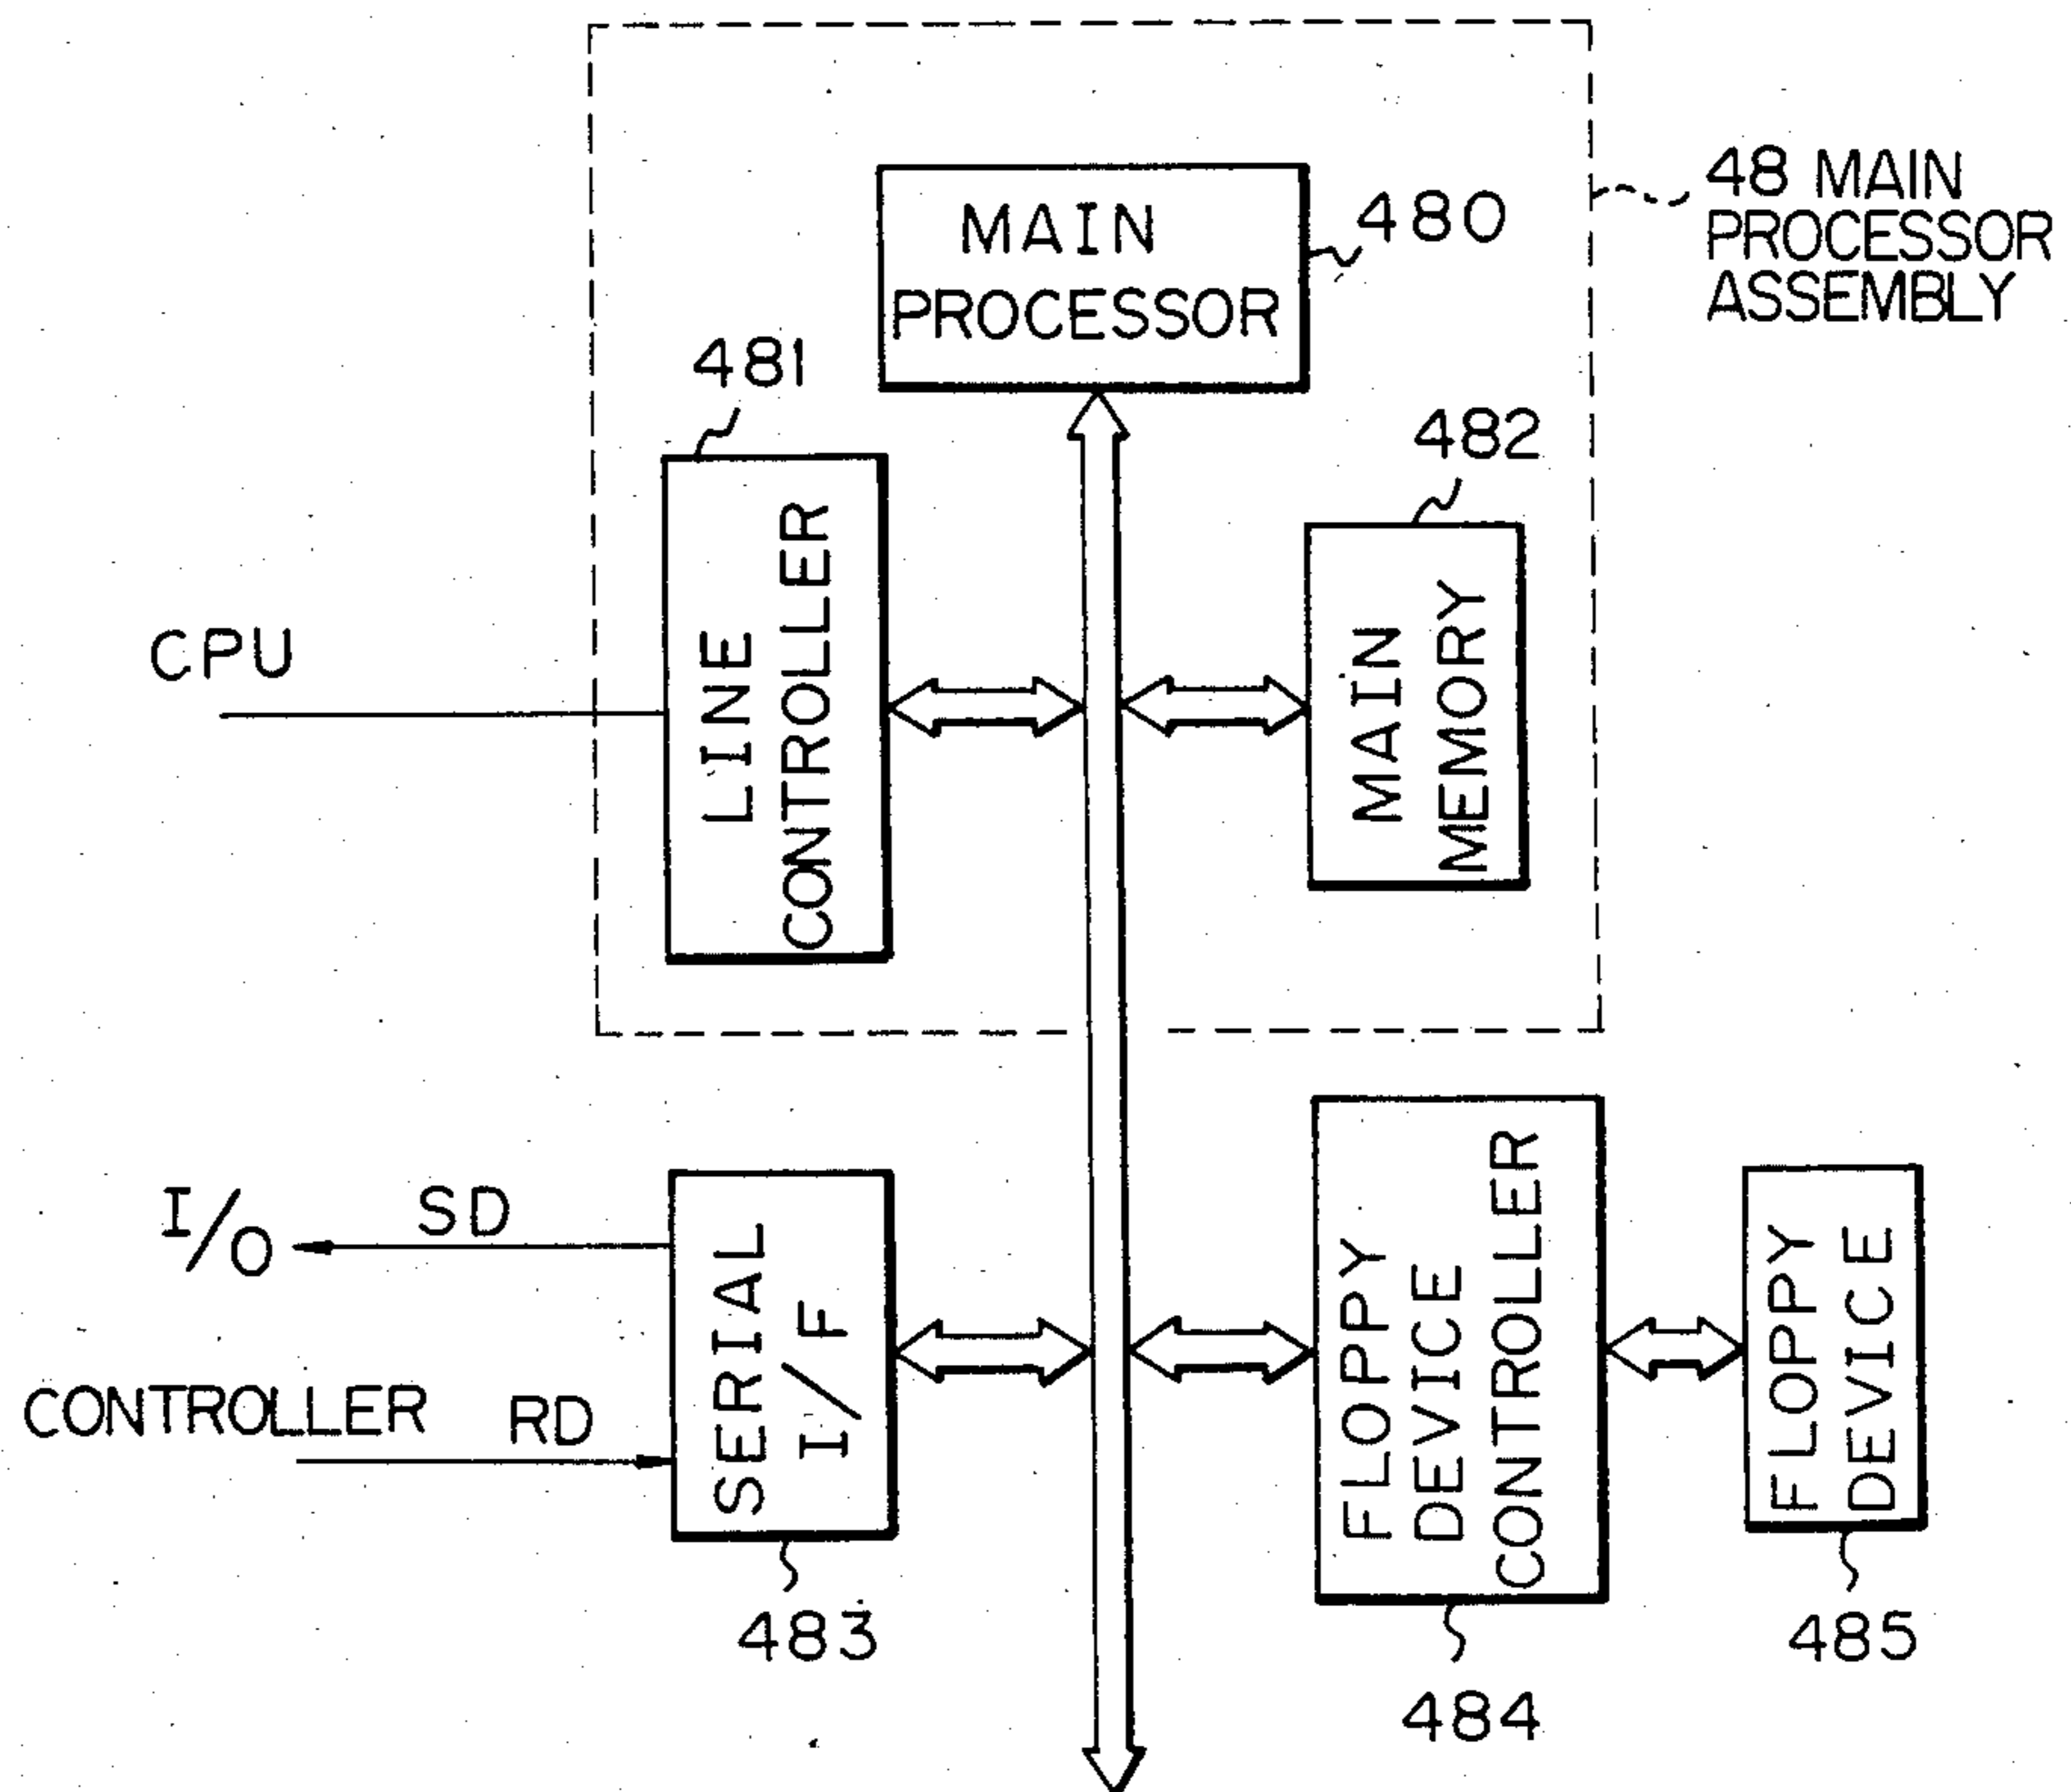 MAIN
PROCESSOR
480
48 MAIN
PROCESSOR
ASSEMBLY
481
LINE
CONTROLLER
482
MAIN
MEMORY
CPU
I/O
SD
CONTROLLER
RD
SERIAL
I/F
483
FLOPPY
DEVICE
CONTROLLER
484
FLOPPY
DEVICE
485